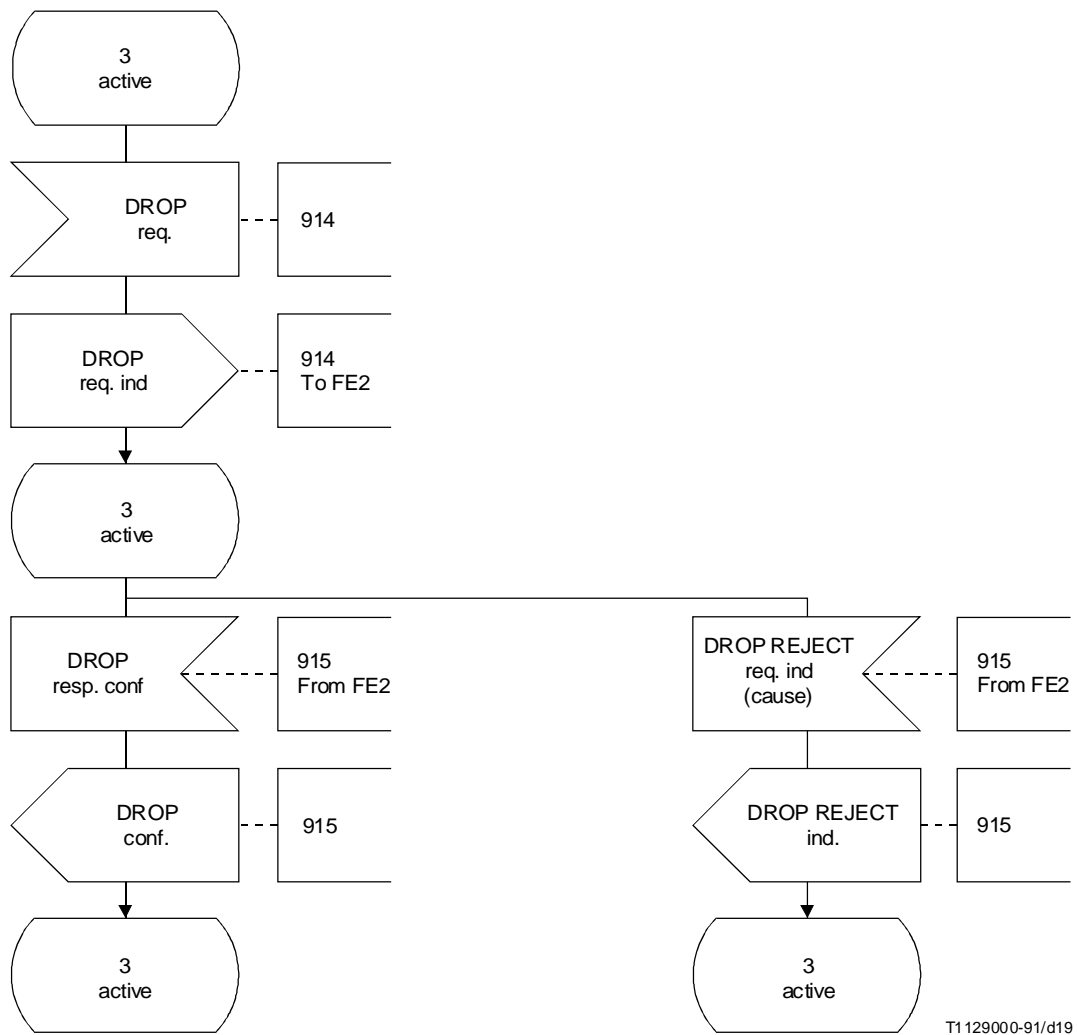 3
active
DROP
req.
914
DROP
req. ind
914
To FE2
3
active
DROP
resp. conf
915
From FE2
DROP REJECT
req. ind
(cause)
915
From FE2
DROP
conf.
915
DROP REJECT
ind.
915
3
active
3
active
T1129000-91/d19